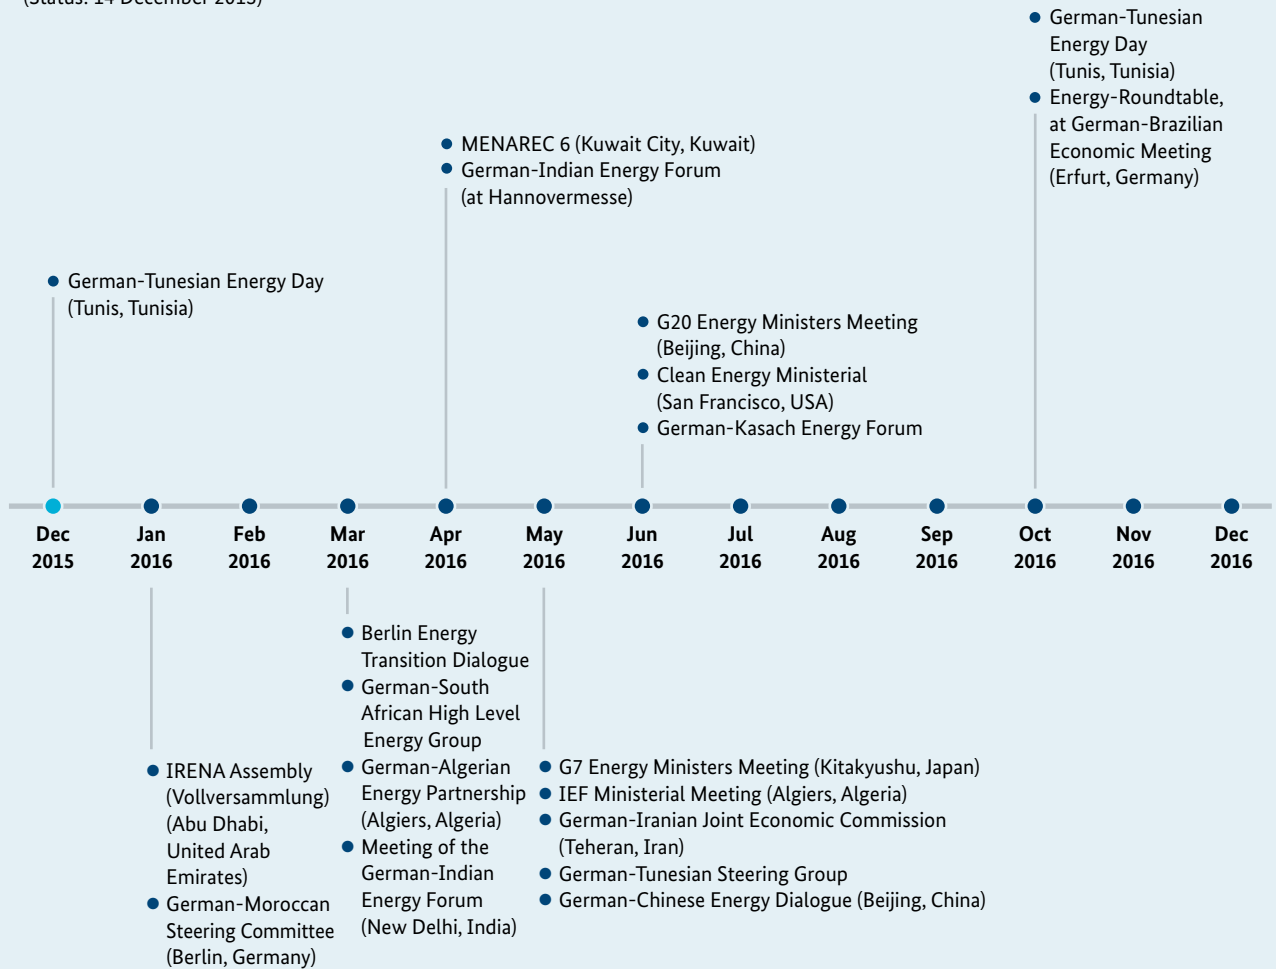 (Status: 14 December 2015)
German-Tunesian
Energy Day
(Tunis, Tunisia)
Energy-Roundtable,
at German-Brazilian
Economic Meeting
(Erfurt, Germany)
MENAREC 6 (Kuwait City, Kuwait)
German-Indian Energy Forum
(at Hannovermesse)
German-Tunesian Energy Day
(Tunis, Tunisia)
G20 Energy Ministers Meeting
(Beijing, China)
Clean Energy Ministerial
(San Francisco, USA)
German-Kasach Energy Forum
Dec
2015
Jan
2016
Feb
2016
Mar
2016
Apr
2016
May
2016
Jun
2016
Jul
2016
Aug
2016
Sep
2016
Oct
2016
Nov
2016
Dec
2016
IRENA Assembly
(Vollversammlung)
(Abu Dhabi,
United Arab
Emirates)
German-Moroccan
Steering Committee
(Berlin, Germany)
Berlin Energy
Transition Dialogue
German-South
African High Level
Energy Group
German-Algerian
Energy Partnership
(Algiers, Algeria)
Meeting of the
German-Indian
Energy Forum
(New Delhi, India)
G7 Energy Ministers Meeting (Kitakyushu, Japan)
IEF Ministerial Meeting (Algiers, Algeria)
German-Iranian Joint Economic Commission
(Teheran, Iran)
German-Tunesian Steering Group
German-Chinese Energy Dialogue (Beijing, China)